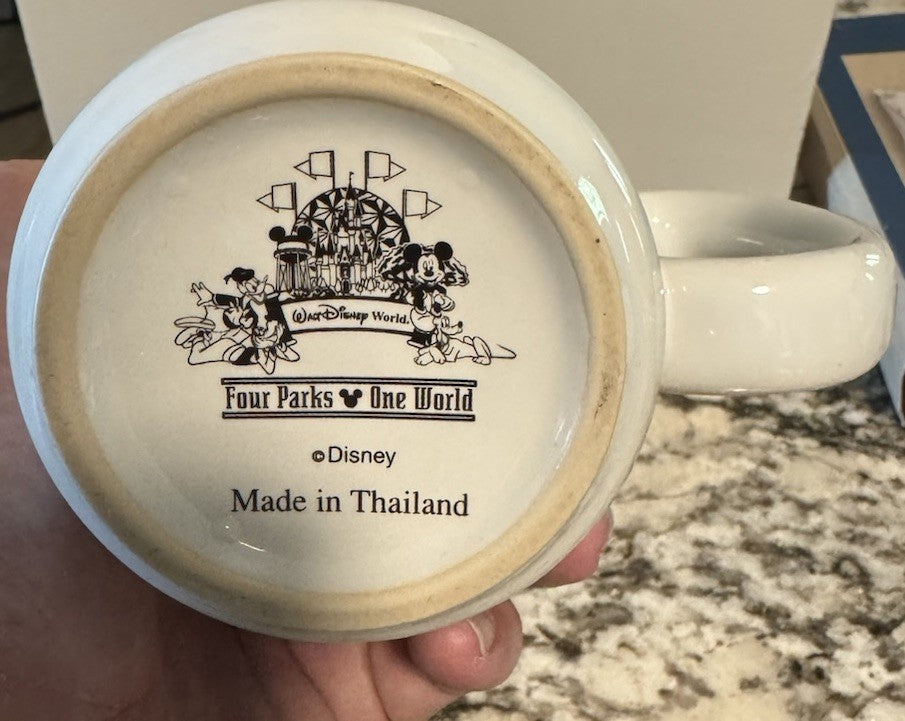 Walt Disney World.
Four Parks One World
©Disney
Made in Thailand